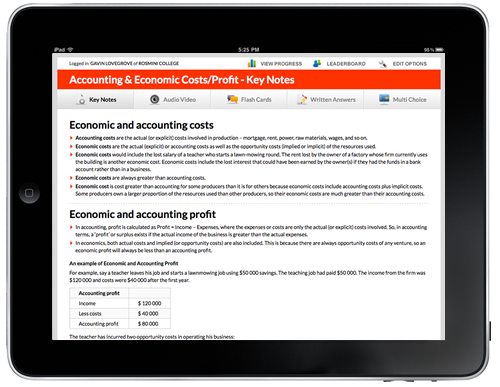 iPad 5:25 PM 95%
Logged in: GAVIN LOVEGROVE of ROSMINI COLLEGE VIEW PROGRESS LEADERBOARD EDIT OPTIONS
Accounting & Economic Costs/Profit - Key Notes
Key Notes Audio Video Flash Cards Written Answers Multi Choice
Economic and accounting costs
Accounting costs are the actual (or explicit) costs involved in production – mortgage, rent, power, raw materials, wages, and so on.
Economic costs are the actual (explicit) or accounting costs as well as the opportunity costs (implied or implicit) of the resources used.
Economic costs would include the lost salary of a teacher who starts a lawn mowing round. The rent lost by the owner of a factory whose firm currently uses
the building is another economic cost. Economic costs include the lost interest that could have been earned by the owner(s) if they had the funds in a bank
account rather than in a business.
Economic costs are always greater than accounting costs.
Economic cost is cost greater than accounting for some producers than it is for others because economic costs include accounting costs plus implicit costs.
Some producers own a larger proportion of the resources used than other producers, so their economic costs are much greater than their accounting costs.
Economic and accounting profit
In accounting, profit is calculated as Profit = Income – Expenses, where the expenses or costs are only the actual (or explicit) costs involved. So, in accounting
terms, a 'profit' or surplus exists if the actual income of the business is greater than the actual expenses.
In economics, both actual costs and implied (or opportunity costs) are also included. This is because there are always opportunity costs of any venture, so an
economic profit will always be less than an accounting profit.
An example of Economic and Accounting Profit
For example, say a teacher leaves his job and starts a lawnmowing job using $50 000 savings. The teaching job had paid $50 000. The income from the firm was
$120 000 and costs were $40 000 after the first year.
Accounting profit
Income $ 120 000
Less costs $ 40 000
Accounting profit $ 80 000
The teacher has incurred two opportunity costs in operating his business: